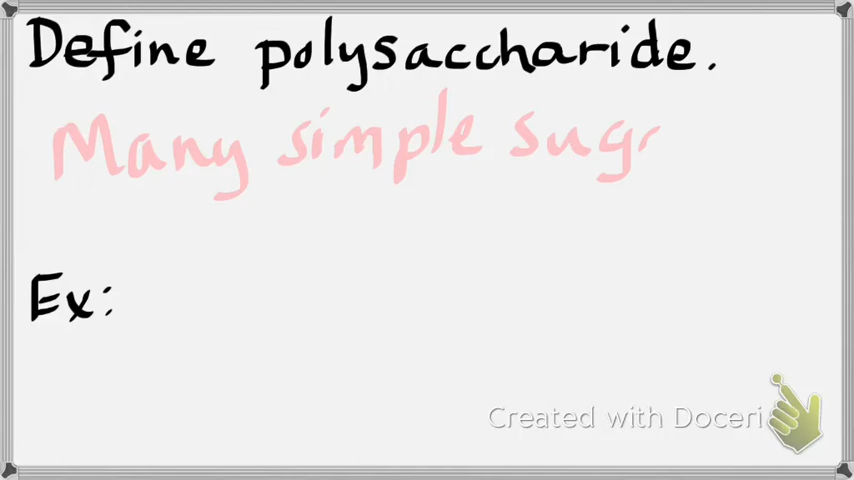 Define polysaccharide.
Many simple sug
Ex:
Created with Doceri